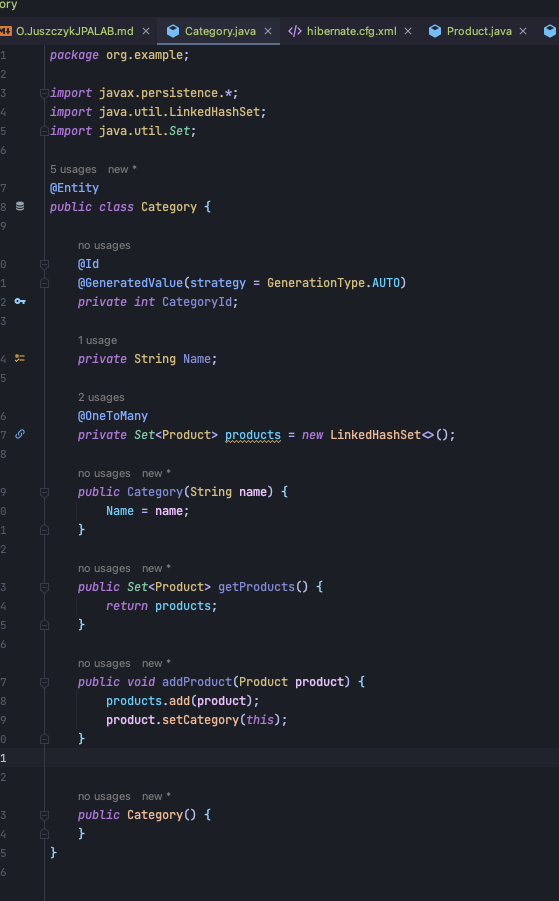 ory
O.JuszczykJPALAB.md × Category.java × hibernate.cfg.xml × Product.java ×
1 package org.example;
2
3 import javax.persistence.*;
4 import java.util.LinkedHashSet;
5 import java.util.Set;
6
5 usages new *
7 @Entity
8 public class Category {
9
no usages
0 @Id
1 @GeneratedValue(strategy = GenerationType.AUTO)
2 private int CategoryId;
3
1 usage
4 private String Name;
5
2 usages
6 @OneToMany
7 private Set<Product> products = new LinkedHashSet<>();
8
no usages new *
9 public Category(String name) {
0 Name = name;
1 }
2
no usages new *
3 public Set<Product> getProducts() {
4 return products;
5 }
6
no usages new *
7 public void addProduct(Product product) {
8 products.add(product);
9 product.setCategory(this);
0 }
1
2
no usages new *
3 public Category() {
4 }
5 }
6